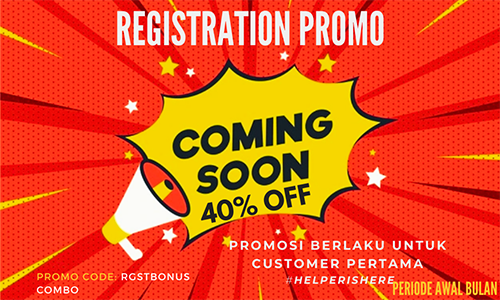 REGISTRATION PROMO
COMING
SOON
40% OFF
PROMOSI BERLAKU UNTUK
CUSTOMER PERTAMA
#HELPERISHERE
PROMO CODE: RGSTBONUS
COMBO
PERIODE AWAL BULAN